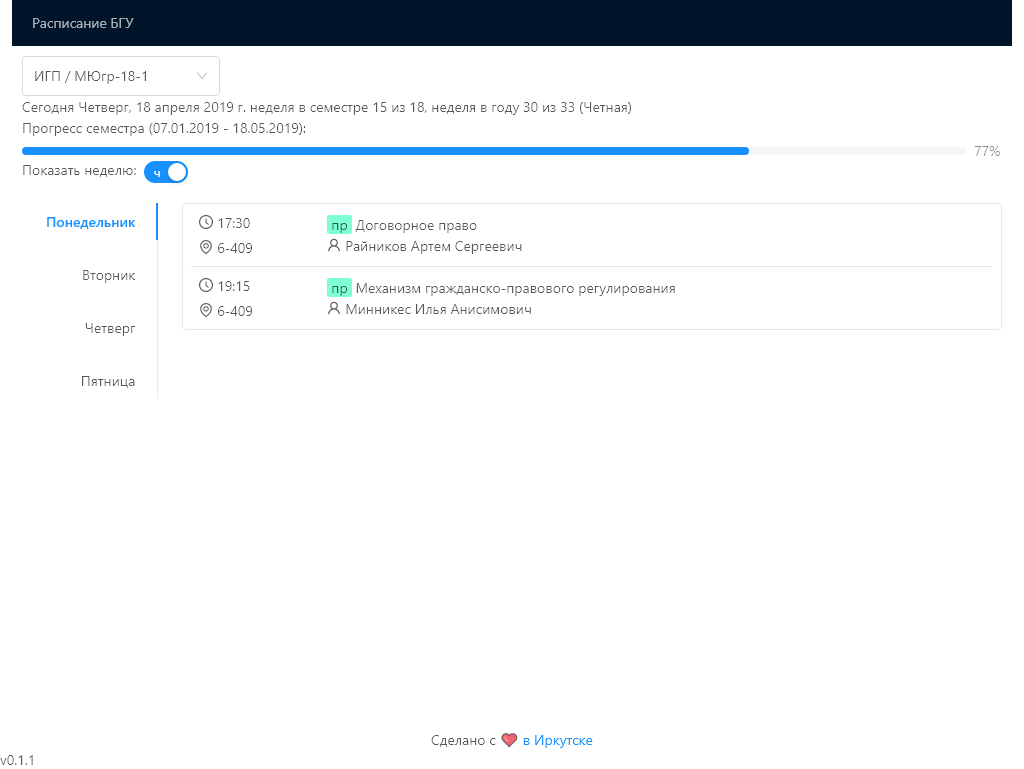 Расписание БГУ
ИГП / МЮгр-18-1
Сегодня Четверг, 18 апреля 2019 г. неделя в семестре 15 из 18, неделя в году 30 из 33 (Четная)
Прогресс семестра (07.01.2019 - 18.05.2019):
77%
Показать неделю: ч
Понедельник
Вторник
Четверг
Пятница
17:30 пр Договорное право
6-409 Райников Артем Сергеевич
19:15 пр Механизм гражданско-правового регулирования
6-409 Минникес Илья Анисимович
Сделано с ❤ в Иркутске
v0.1.1